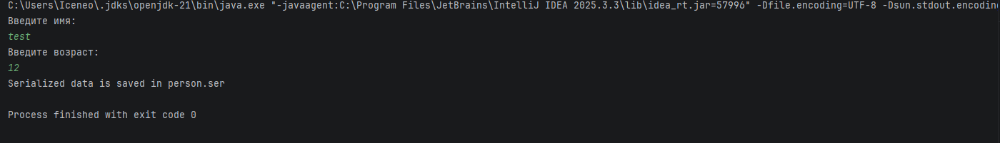 C:\Users\Iceneo\.jdks\openjdk-21\bin\java.exe "-javaagent:C:\Program Files\JetBrains\IntelliJ IDEA 2025.3.3\lib\idea_rt.jar=57996" -Dfile.encoding=UTF-8 -Dsun.stdout.encoding
Введите имя:
test
Введите возраст:
12
Serialized data is saved in person.ser
Process finished with exit code 0